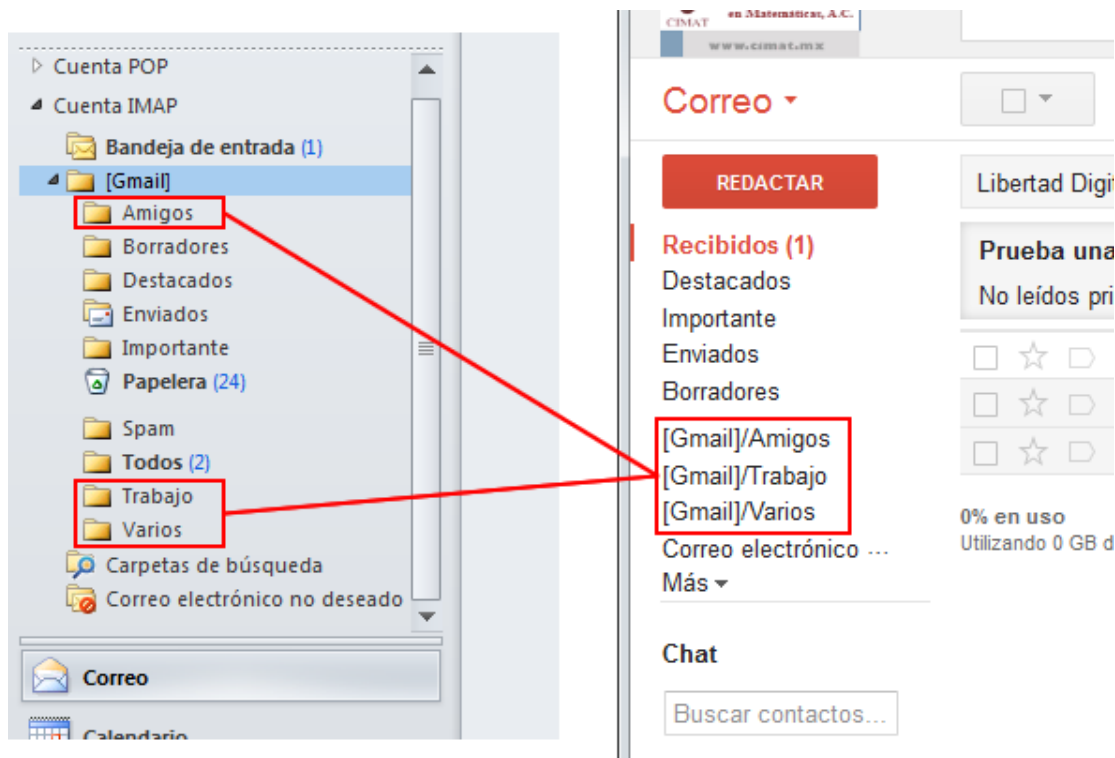 Cuenta POP
Cuenta IMAP
Bandeja de entrada (1)
[Gmail]
Amigos
Borradores
Destacados
Enviados
Importante
Papelera (24)
Spam
Todos (2)
Trabajo
Varios
Carpetas de búsqueda
Correo electrónico no deseado
Correo
Calendario
CIMAT en Matemáticas, A.C.
www.cimat.mx
Correo
REDACTAR
Libertad Digit
Recibidos (1)
Prueba una
Destacados
No leídos pri
Importante
Enviados
Borradores
[Gmail]/Amigos
[Gmail]/Trabajo
[Gmail]/Varios
0% en uso
Utilizando 0 GB d
Correo electrónico ...
Más
Chat
Buscar contactos...